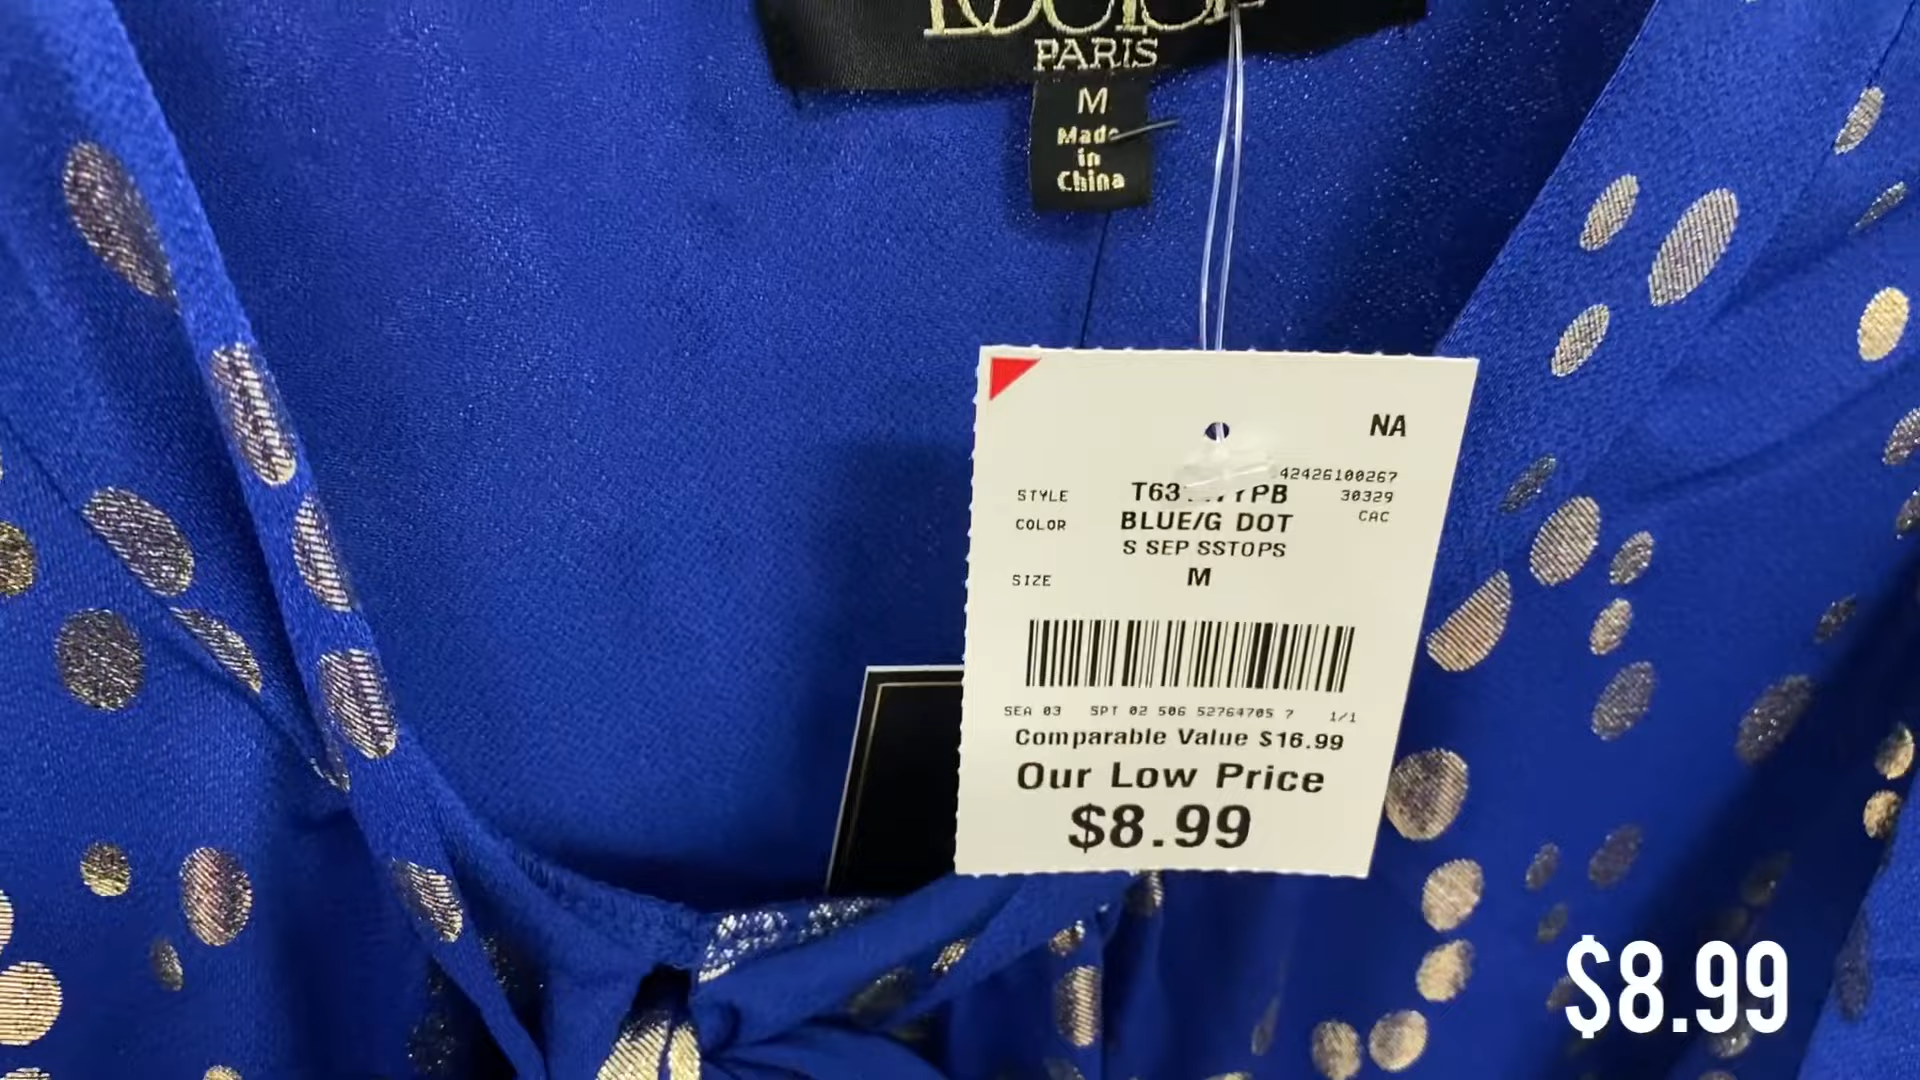 PARIS
M
Made
in
China
NA
42426100267
STYLE
30329
COLOR BLUE/G DOT CAC
S SEP SSTOPS
SIZE M
SEA 03 SPT 02 506 52764705 7 1/1
Comparable Value $16.99
Our Low Price
$8.99
$8.99